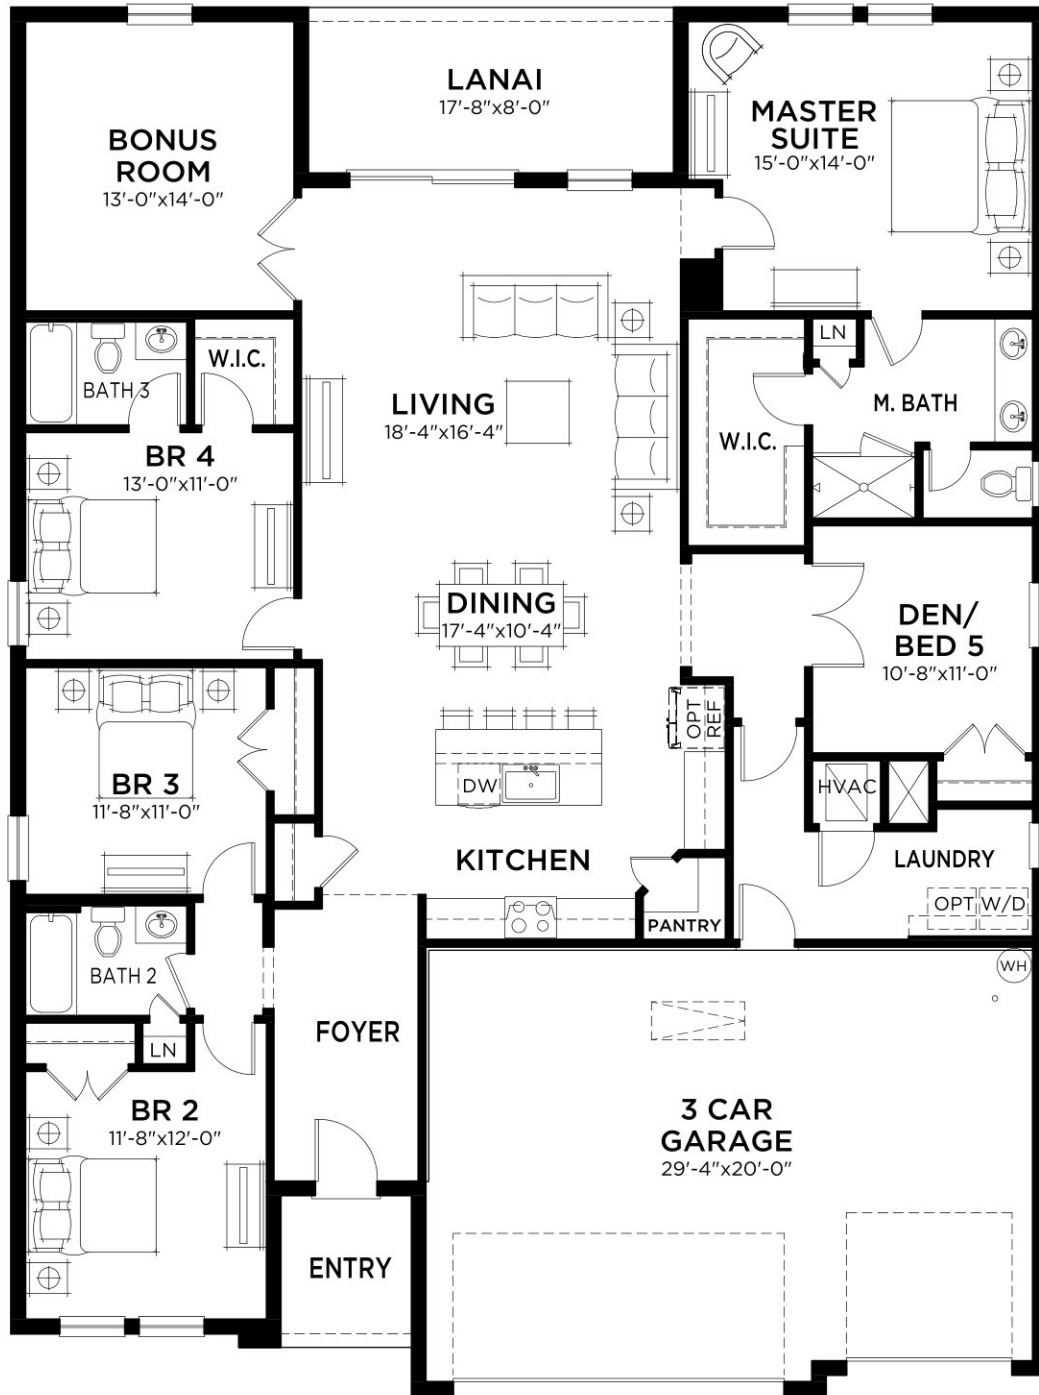 LANAI
17'-8"x8'-0"
BONUS
ROOM
13'-0"x14'-0"
MASTER
SUITE
15'-0"x14'-0"
LN
W.I.C.
BATH 3
M. BATH
LIVING
18'-4"x16'-4"
W.I.C.
BR 4
13'-0"x11'-0"
DINING
17'-4"x10'-4"
DEN/
BED 5
10'-8"x11'-0"
OPT
REF
BR 3
11'-8"x11'-0"
DW
HVAC
KITCHEN
LAUNDRY
OPT W/D
PANTRY
BATH 2
WH
FOYER
LN
BR 2
11'-8"x12'-0"
3 CAR
GARAGE
29'-4"x20'-0"
ENTRY